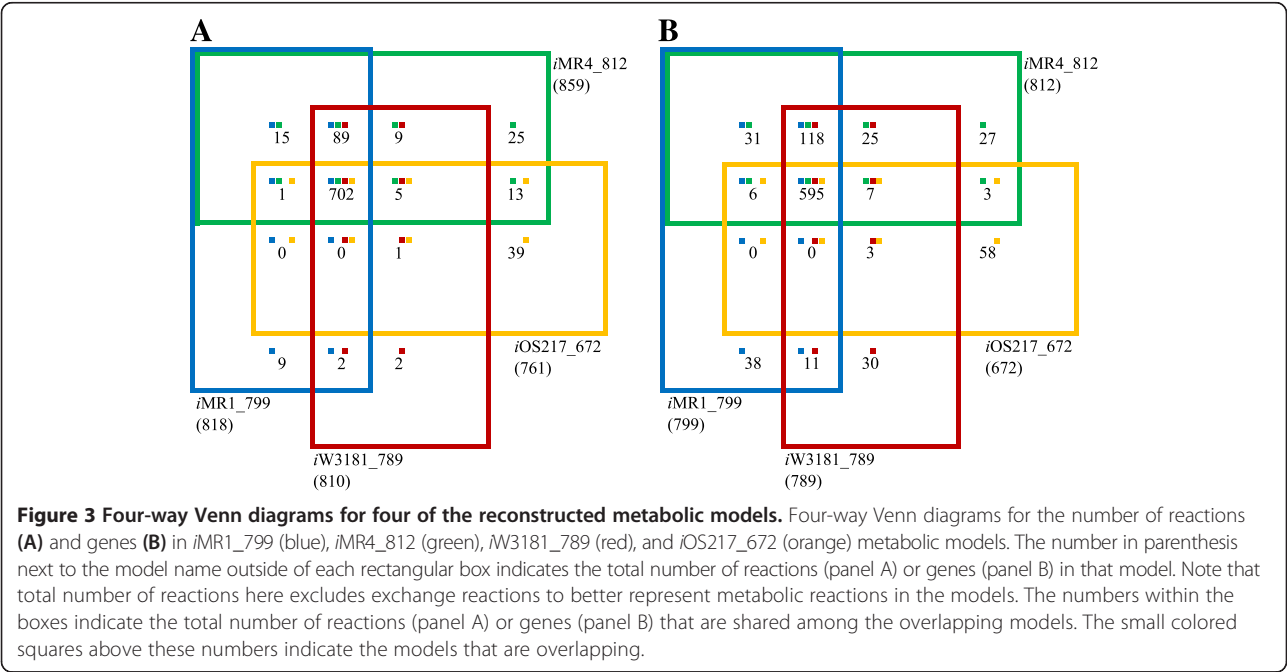 A
B
iMR4_812
(859)
iMR4_812
(812)
15 89 9 25
31 118 25 27
1 702 5 13
6 595 7 3
0 0 1 39
0 0 3 58
iOS217_672
(761)
iOS217_672
(672)
9 2 2
38 11 30
iMR1_799
(818)
iMR1_799
(799)
iW3181_789
(810)
iW3181_789
(789)
Figure 3 Four-way Venn diagrams for four of the reconstructed metabolic models. Four-way Venn diagrams for the number of reactions
(A) and genes (B) in iMR1_799 (blue), iMR4_812 (green), iW3181_789 (red), and iOS217_672 (orange) metabolic models. The number in parenthesis
next to the model name outside of each rectangular box indicates the total number of reactions (panel A) or genes (panel B) in that model. Note that
total number of reactions here excludes exchange reactions to better represent metabolic reactions in the models. The numbers within the
boxes indicate the total number of reactions (panel A) or genes (panel B) that are shared among the overlapping models. The small colored
squares above these numbers indicate the models that are overlapping.